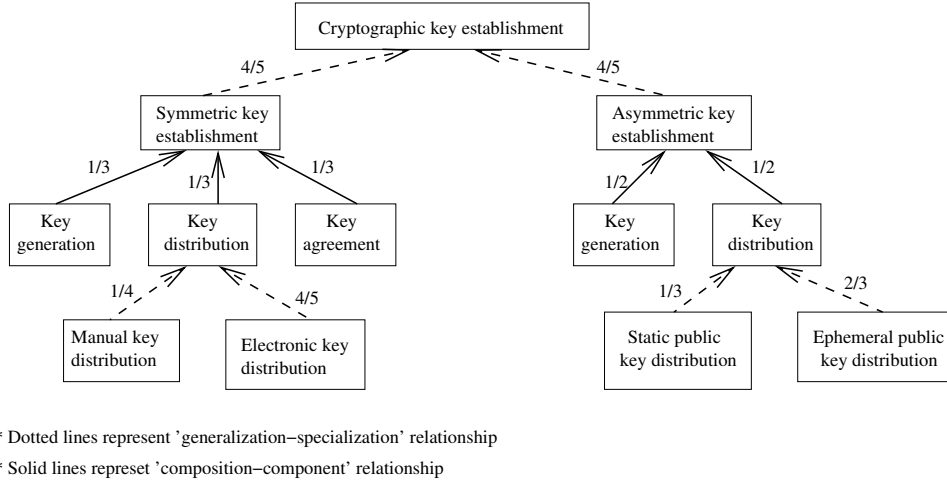 Cryptographic key establishment
4/5
4/5
Symmetric key
establishment
Asymmetric key
establishment
1/3
1/3
1/3
1/2
1/2
Key
generation
Key
distribution
Key
agreement
Key
generation
Key
distribution
1/4
4/5
1/3
2/3
Manual key
distribution
Electronic key
distribution
Static public
key distribution
Ephemeral public
key distribution
* Dotted lines represent 'generalization−specialization' relationship
* Solid lines represet 'composition−component' relationship